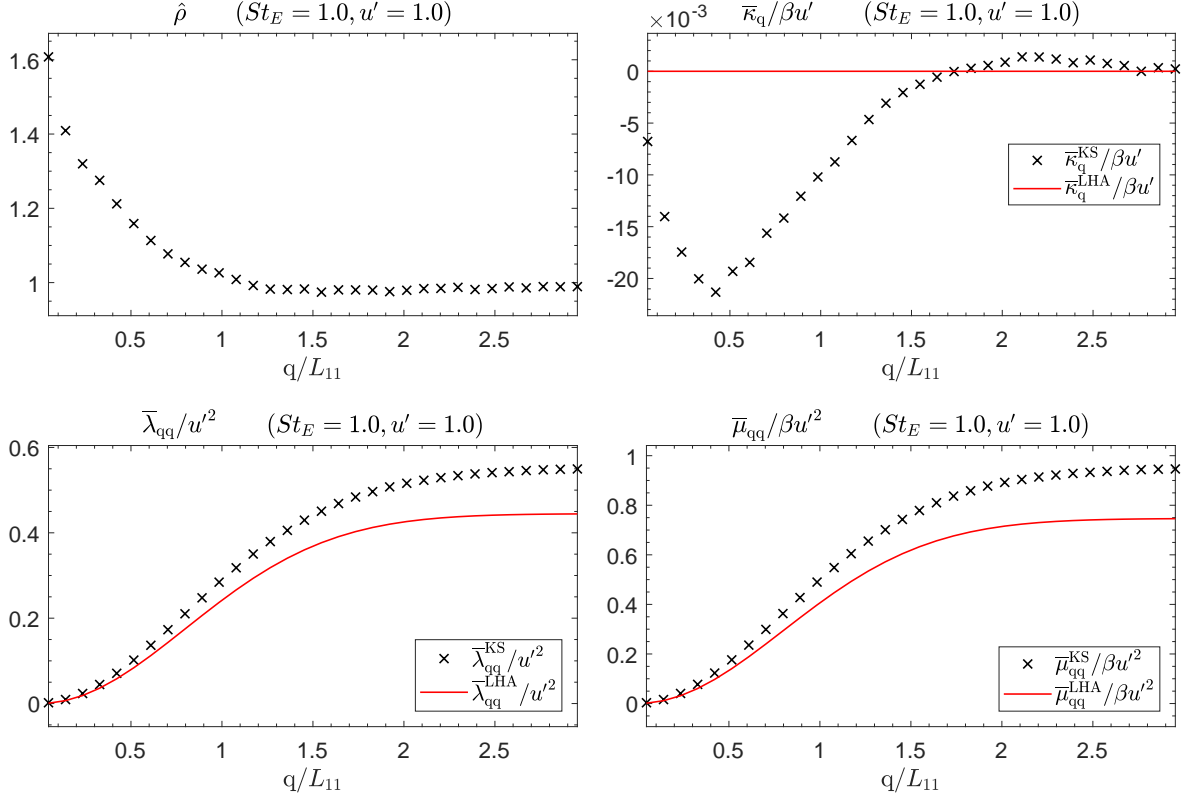 ρ̂ (St_E = 1.0, u′ = 1.0)
1.6
1.4
1.2
1
0.5 1 1.5 2 2.5
q/L₁₁
κ̅_q/βu′ (St_E = 1.0, u′ = 1.0)
×10⁻³
0
-5
-10
-15
-20
κ̅_q^KS/βu′
κ̅_q^LHA/βu′
0.5 1 1.5 2 2.5
q/L₁₁
λ̅_qq/u′² (St_E = 1.0, u′ = 1.0)
0.6
0.4
0.2
0
λ̅_qq^KS/u′²
λ̅_qq^LHA/u′²
0.5 1 1.5 2 2.5
q/L₁₁
μ̅_qq/βu′² (St_E = 1.0, u′ = 1.0)
1
0.8
0.6
0.4
0.2
0
μ̅_qq^KS/βu′²
μ̅_qq^LHA/βu′²
0.5 1 1.5 2 2.5
q/L₁₁